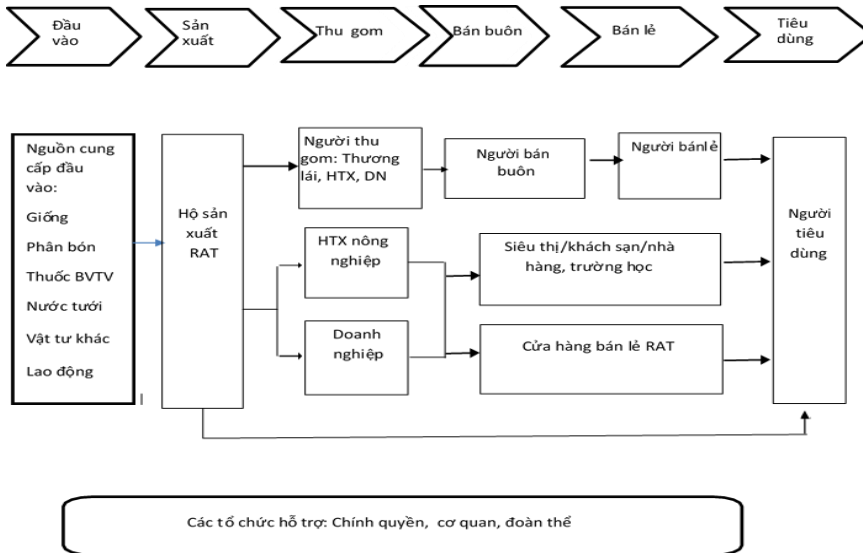 Đầu
vào
Sản
xuất
Thu gom
Bán buôn
Bán lẻ
Tiêu
dùng
Nguồn cung
cấp đầu
vào:
Giống
Phân bón
Thuốc BVTV
Nước tưới
Vật tư khác
Lao động
Hộ sản
xuất
RAT
Người thu
gom: Thương
lái, HTX, DN
Người bán
buôn
Người bánlẻ
HTX nông
nghiệp
Siêu thị/khách sạn/nhà
hàng, trường học
Doanh
nghiệp
Cửa hàng bán lẻ RAT
Người
tiêu
dùng
Các tổ chức hỗ trợ: Chính quyền, cơ quan, đoàn thể